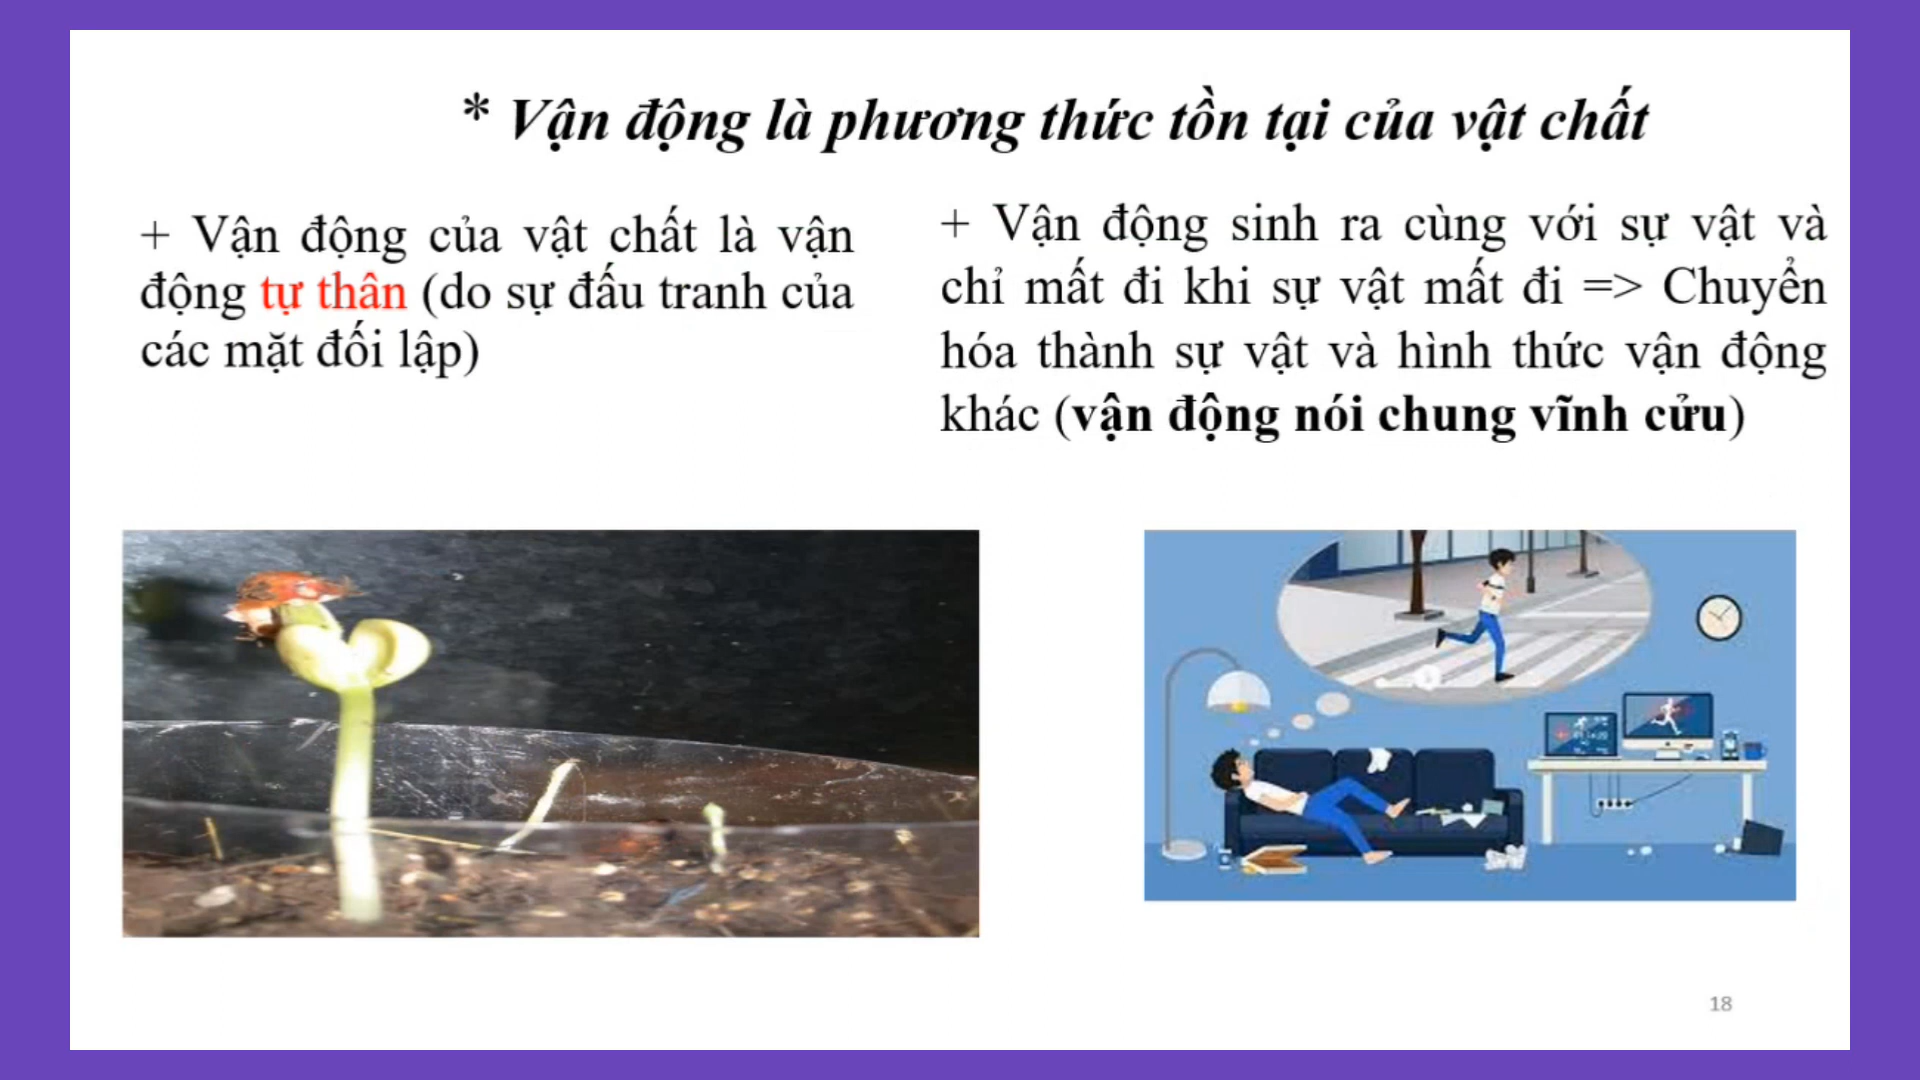 * Vận động là phương thức tồn tại của vật chất
+ Vận động của vật chất là vận
động tự thân (do sự đấu tranh của
các mặt đối lập)
+ Vận động sinh ra cùng với sự vật và
chỉ mất đi khi sự vật mất đi => Chuyển
hóa thành sự vật và hình thức vận động
khác (vận động nói chung vĩnh cửu)
18